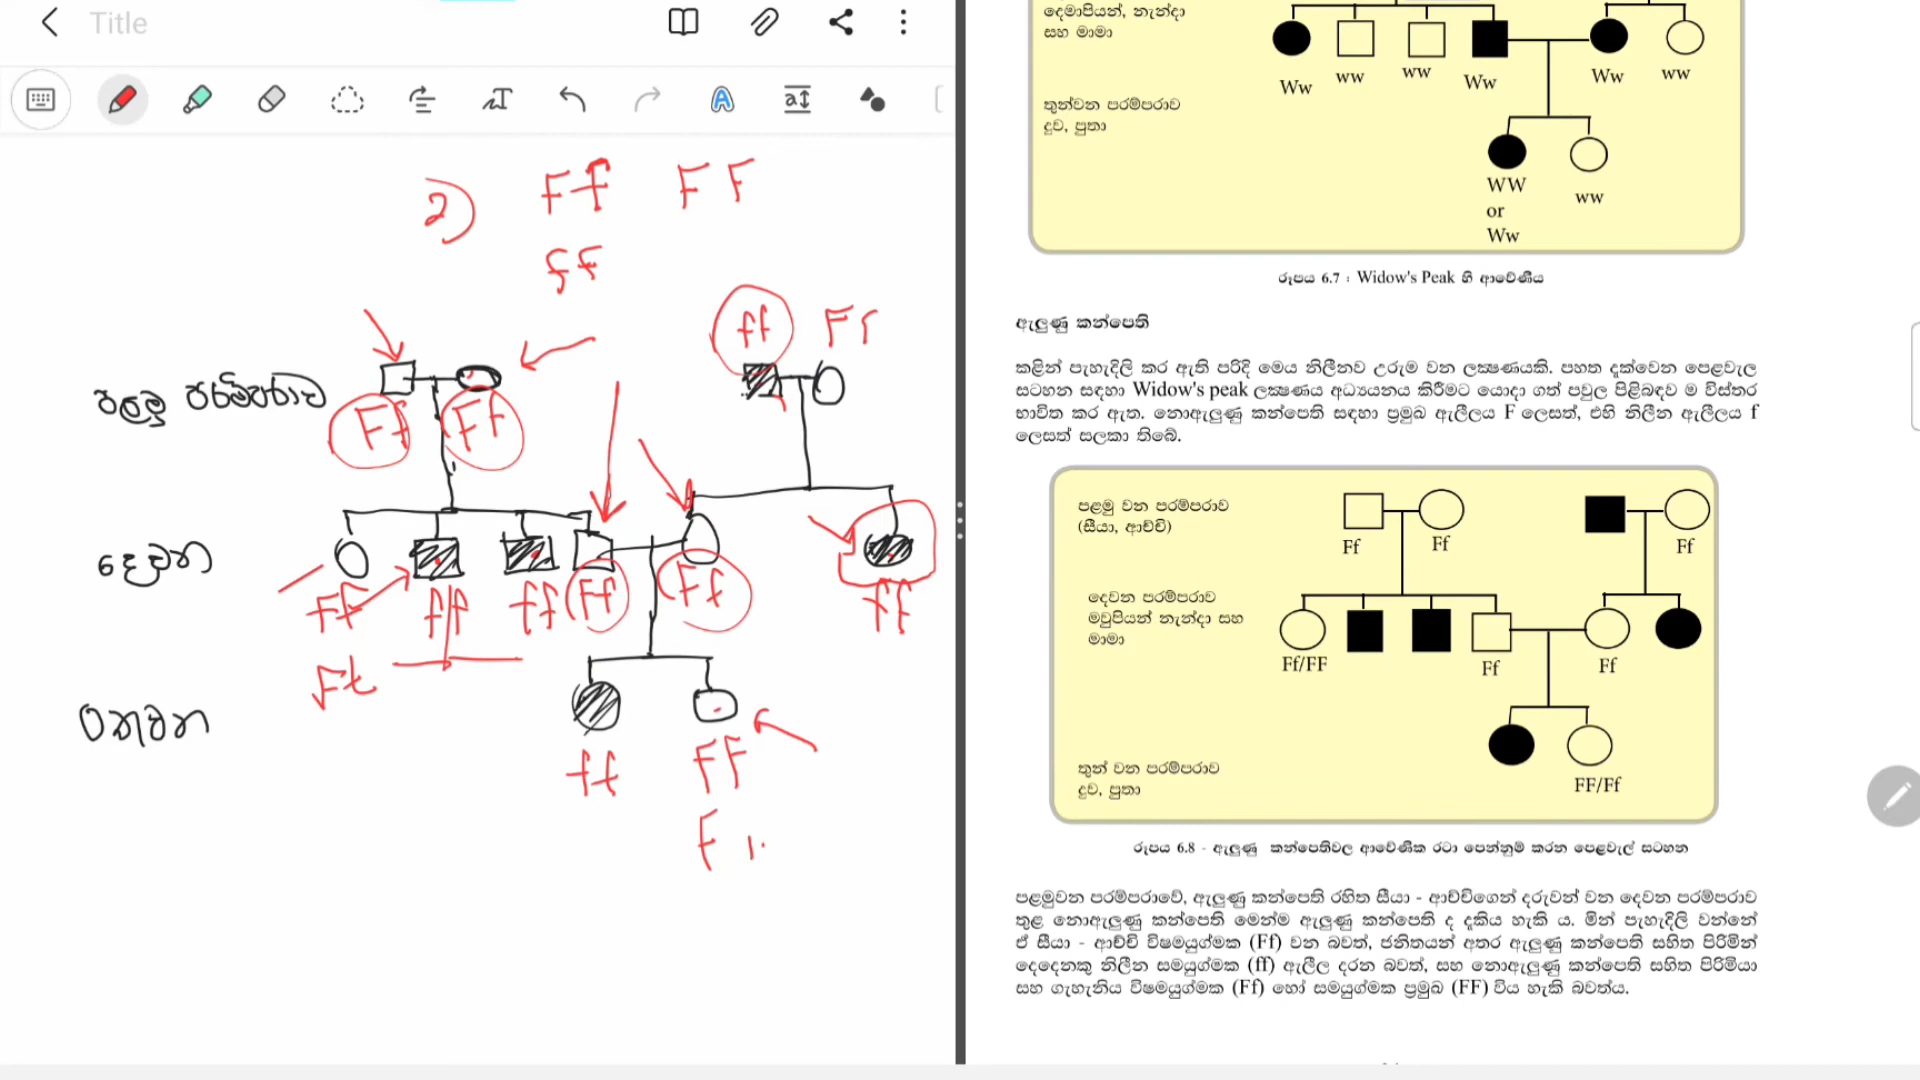 Title
2)
Ff FF
ff
ff
පලමු පරම්පරාව
Ff
Ff
දෙවන
FF
ff
ff
Ff
Ff
ff
Ff
ff
FF
F
දෙමාපියන්, නැන්දා
සහ මාමා
Ww ww ww Ww Ww ww
තුන්වන පරම්පරාව
දුව, පුතා
WW
or
Ww
ww
රූපය 6.7 : Widow's Peak හි ආවේණිය
ඇලුණු කන්පෙති
කළින් පැහැදිලි කර ඇති පරිදි මෙය නිලීනව උරුම වන ලක්‍ෂණයකි. පහත දැක්වෙන පෙළවැල
සටහන සඳහා Widow's peak ලක්‍ෂණය අධ්‍යයනය කිරීමට යොදා ගත් පවුල පිළිබඳව ම විස්තර
භාවිත කර ඇත. නොඇලුණු කන්පෙති සඳහා ප්‍රමුඛ ඇලීලය F ලෙසත්, එහි නිලීන ඇලීලය f
ලෙසත් සලකා තිබේ.
පළමු වන පරම්පරාව
(සීයා, ආච්චි)
Ff Ff Ff
දෙවන පරම්පරාව
මවුපියන් නැන්දා සහ
මාමා
Ff/FF Ff Ff
තුන් වන පරම්පරාව
දුව, පුතා
FF/Ff
රූපය 6.8 - ඇලුණු කන්පෙතිවල ආවේණික රටා පෙන්නුම් කරන පෙළවැල් සටහන
පළමුවන පරම්පරාවේ, ඇලුණු කන්පෙති රහිත සීයා - ආච්චිගෙන් දරුවන් වන දෙවන පරම්පරාව
තුළ නොඇලුණු කන්පෙති මෙන්ම ඇලුණු කන්පෙති ද දැකිය හැකි ය. මින් පැහැදිලි වන්නේ
ඒ සීයා - ආච්චි විෂමයුග්මක (Ff) වන බවත්, ජනිතයන් අතර ඇලුණු කන්පෙති සහිත පිරිමින්
දෙදෙනකු නිලීන සමයුග්මක (ff) ඇලීල දරන බවත්, සහ නොඇලුණු කන්පෙති සහිත පිරිමියා
සහ ගැහැනිය විෂමයුග්මක (Ff) හෝ සමයුග්මක ප්‍රමුඛ (FF) විය හැකි බවත්ය.